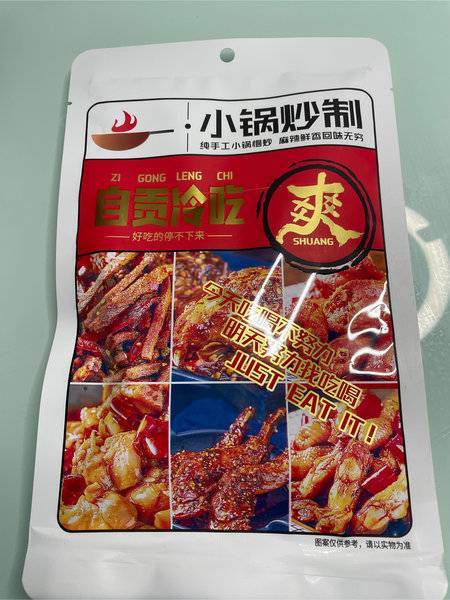 小锅炒制
纯手工小锅慢炒 麻辣鲜香回味无穷
ZI GONG LENG CHI
自贡冷吃
好吃的停不下来
爽
SHUANG
今天吃喝不努力
明天努力找吃喝
JUST EAT IT!
图案仅供参考，请以实物为准